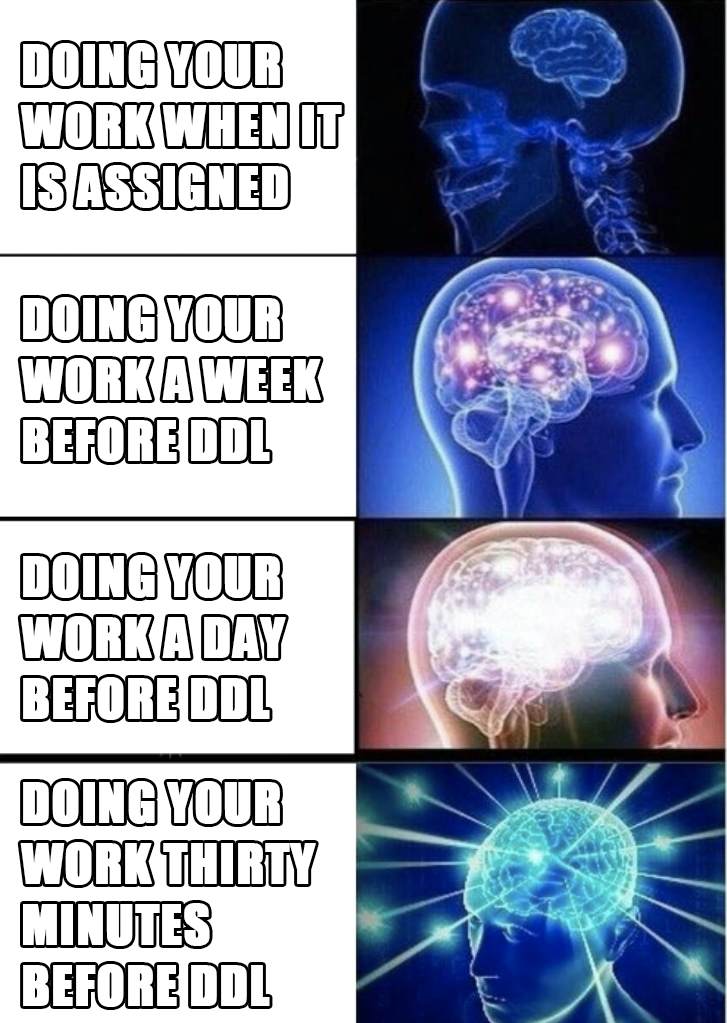 DOING YOUR
WORK WHEN IT
IS ASSIGNED
DOING YOUR
WORK A WEEK
BEFORE DDL
DOING YOUR
WORK A DAY
BEFORE DDL
DOING YOUR
WORK THIRTY
MINUTES
BEFORE DDL